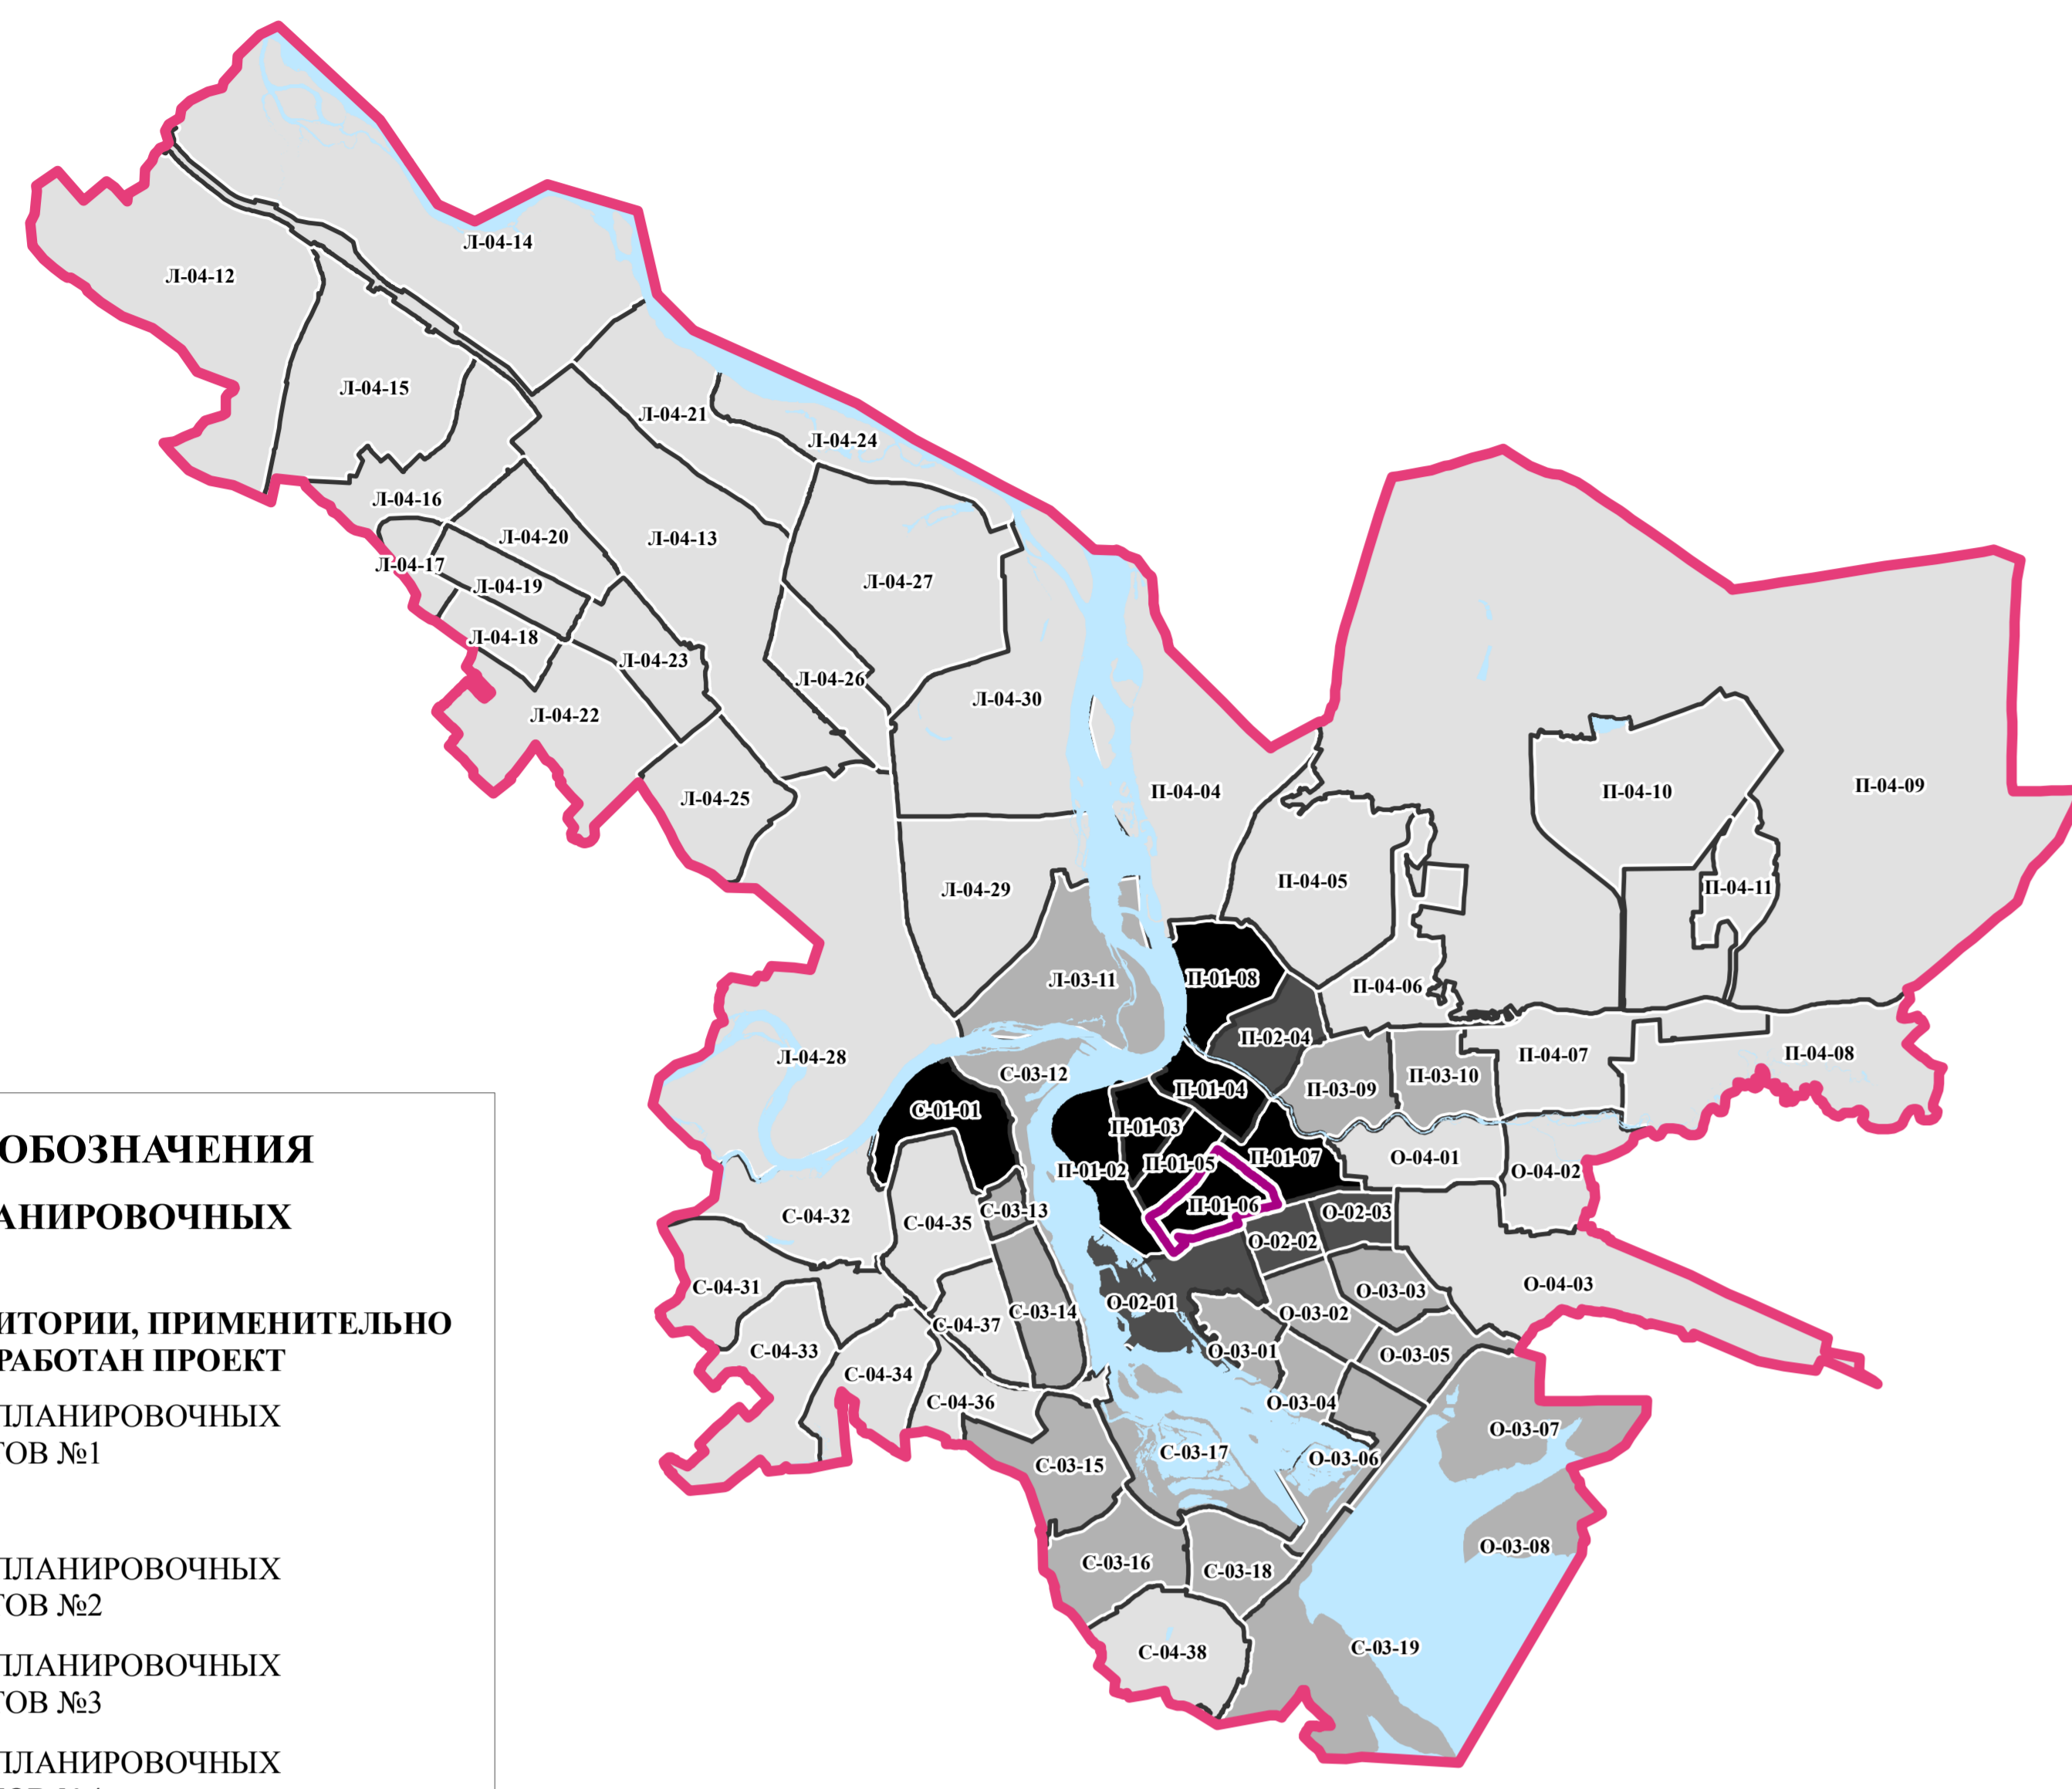 Л-04-14
Л-04-12
Л-04-15
Л-04-21
Л-04-24
Л-04-16
Л-04-20
Л-04-13
Л-04-17
Л-04-19
Л-04-27
Л-04-18
Л-04-23
Л-04-26
Л-04-30
Л-04-22
Л-04-25
П-04-04
П-04-10
П-04-09
П-04-05
Л-04-29
П-04-11
Л-03-11
П-01-08
П-04-06
П-02-04
Л-04-28
С-03-12
П-04-07
П-04-08
П-03-10
П-01-04
П-03-09
С-01-01
П-01-03
П-01-05
П-01-07
О-04-01
П-01-02
О-04-02
П-01-06
С-03-13
О-02-03
С-04-32
С-04-35
О-02-02
С-04-31
О-04-03
О-03-03
О-02-01
С-03-14
О-03-02
С-04-37
С-04-33
О-03-01
О-03-05
С-04-34
С-04-36
О-03-04
О-03-07
С-03-17
О-03-06
С-03-15
О-03-08
С-03-16
С-03-18
С-03-19
С-04-38
ОБОЗНАЧЕНИЯ
АНИРОВОЧНЫХ
ИТОРИИ, ПРИМЕНИТЕЛЬНО
РАБОТАН ПРОЕКТ
ПЛАНИРОВОЧНЫХ
ТОВ №1
ПЛАНИРОВОЧНЫХ
ТОВ №2
ПЛАНИРОВОЧНЫХ
ТОВ №3
ПЛАНИРОВОЧНЫХ